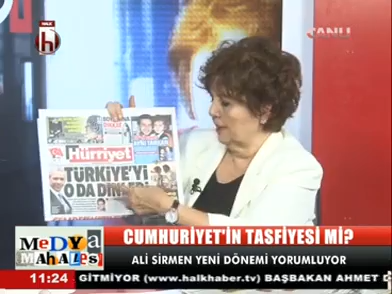 HALK
CANLI
Hürriyet
TÜRKİYE'Yİ
O DA DİNLEDİ
MeDYa
MaHALLesi
CUMHURİYET'İN TASFİYESİ Mİ?
ALİ SİRMEN YENİ DÖNEMİ YORUMLUYOR
11:24 GİTMİYOR (www.halkhaber.tv) BAŞBAKAN AHMET D